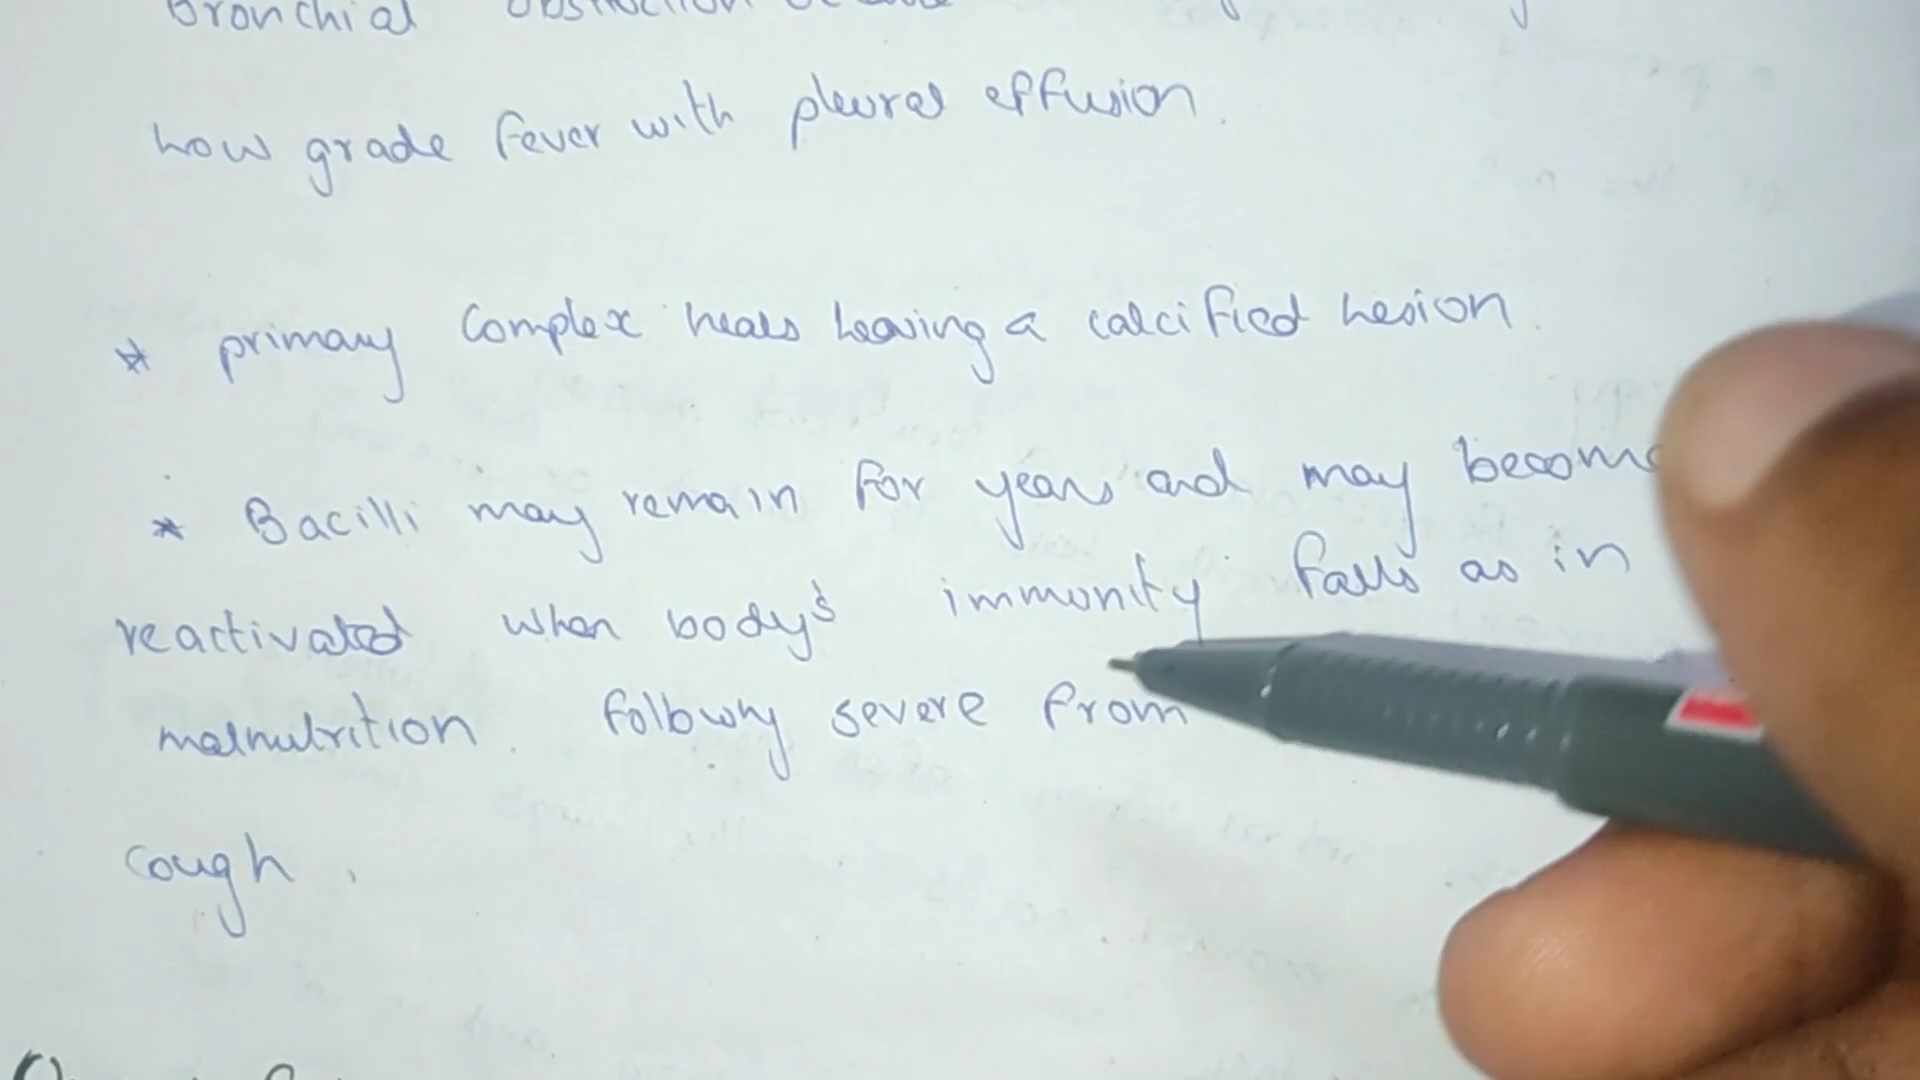 Bronchial obstruction
Low grade fever with pleural effusion.
* primary Complex heals leaving a calcified lesion.
* Bacilli may remain for years and may become
reactivated when body's immunity falls as in
malnutrition. following severe from
Cough.